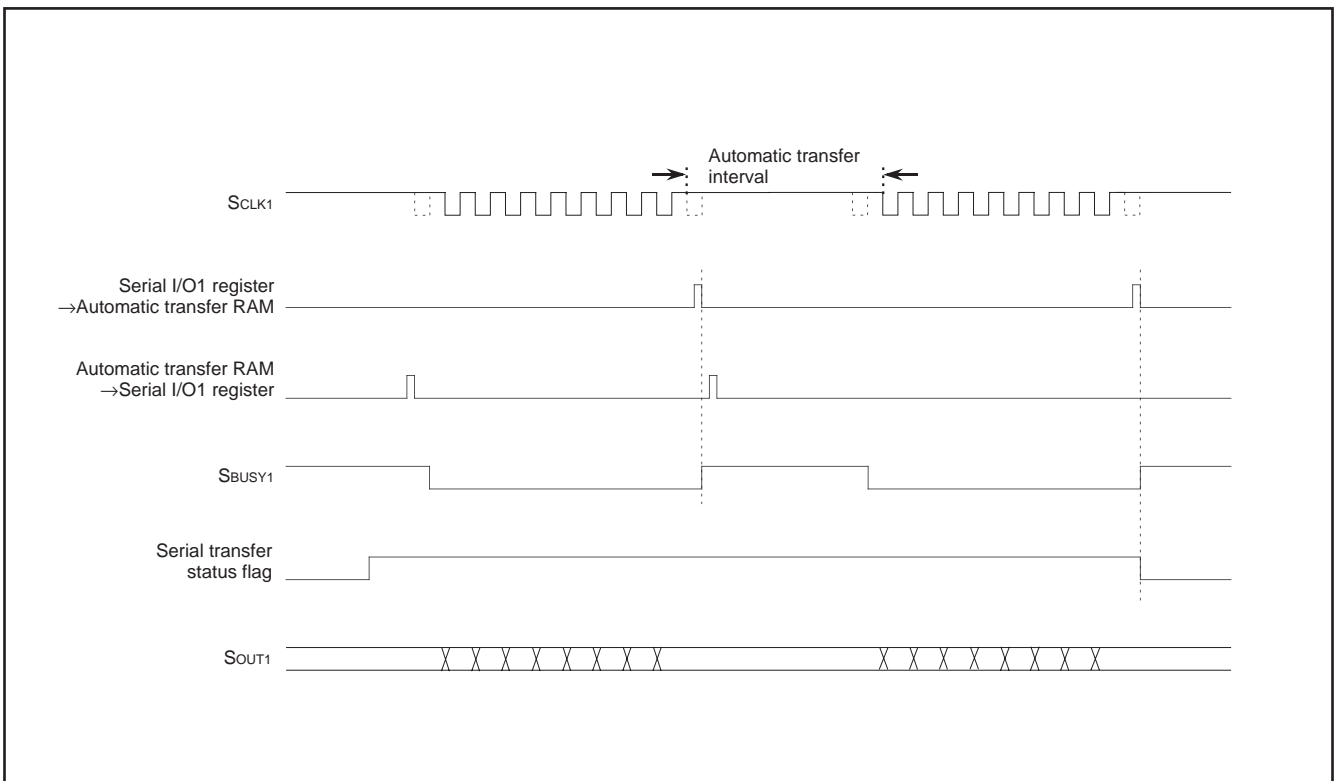 Automatic transfer
interval
SCLK1
Serial I/O1 register
→Automatic transfer RAM
Automatic transfer RAM
→Serial I/O1 register
SBUSY1
Serial transfer
status flag
SOUT1